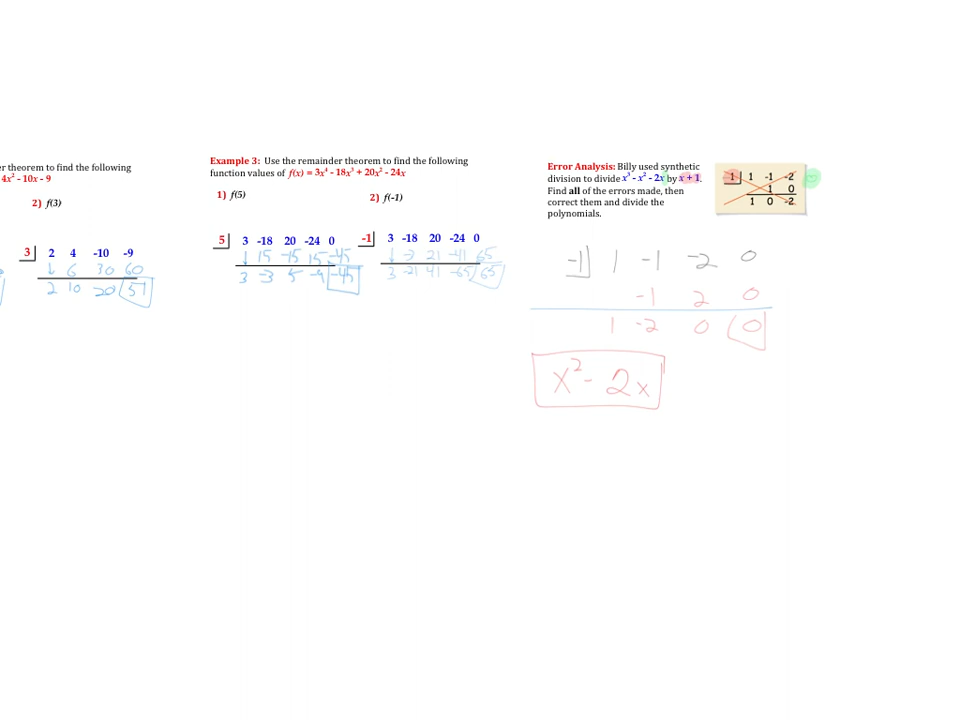 er theorem to find the following
4x² - 10x - 9
2) f(3)
3 2 4 -10 -9
↓ 6 30 60
2 10 20 51
Example 3: Use the remainder theorem to find the following
function values of f(x) = 3x⁴ - 18x³ + 20x² - 24x
1) f(5)
2) f(-1)
5 3 -18 20 -24 0
↓ 15 -15 15 -45
3 -3 5 -9 -45
-1 3 -18 20 -24 0
↓ -3 21 -41 65
3 -21 41 -65 65
Error Analysis: Billy used synthetic
division to divide x³ - x² - 2x by x + 1.
Find all of the errors made, then
correct them and divide the
polynomials.
1 1 -1 -2
1 0
1 0 -2
-1 1 -1 -2 0
-1 2 0
1 -2 0 0
x² - 2x